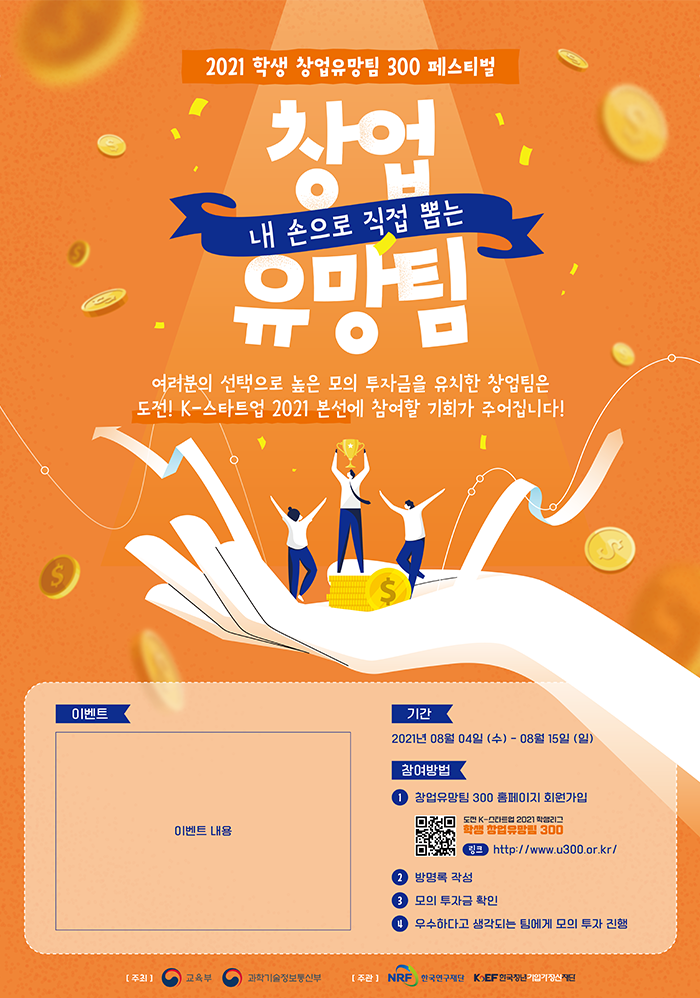 2021 학생 창업유망팀 300 페스티벌
창업
내 손으로 직접 뽑는
유망팀
여러분의 선택으로 높은 모의 투자금을 유치한 창업팀은
도전! K-스타트업 2021 본선에 참여할 기회가 주어집니다!
이벤트
이벤트 내용
기간
2021년 08월 04일 (수) - 08월 15일 (일)
참여방법
1 창업유망팀 300 홈페이지 회원가입
도전 K-스타트업 2021 학생리그
학생 창업유망팀 300
링크 http://www.u300.or.kr/
2 방명록 작성
3 모의 투자금 확인
4 우수하다고 생각되는 팀에게 모의 투자 진행
[ 주최 ] 교육부 과학기술정보통신부 [ 주관 ] NRF 한국연구재단 KOEF 한국청년기업가정신재단